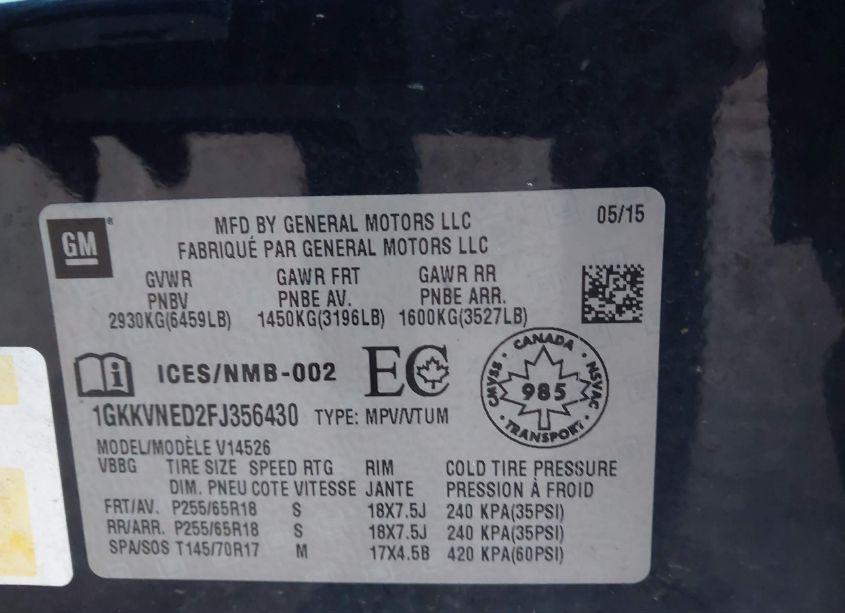 GM
MFD BY GENERAL MOTORS LLC
FABRIQUÉ PAR GENERAL MOTORS LLC
05/15
GVWR GAWR FRT GAWR RR
PNBV PNBE AV. PNBE ARR.
2930KG(6459LB) 1450KG(3196LB) 1600KG(3527LB)
i ICES/NMB-002 EC
CANADA
CMVSS 985 NSVAC
TRANSPORT
1GKKVNED2FJ356430 TYPE: MPV/VTUM
MODEL/MODÈLE V14526
VBBG TIRE SIZE SPEED RTG RIM COLD TIRE PRESSURE
DIM. PNEU COTE VITESSE JANTE PRESSION À FROID
FRT/AV. P255/65R18 S 18X7.5J 240 KPA(35PSI)
RR/ARR. P255/65R18 S 18X7.5J 240 KPA(35PSI)
SPA/SOS T145/70R17 M 17X4.5B 420 KPA(60PSI)